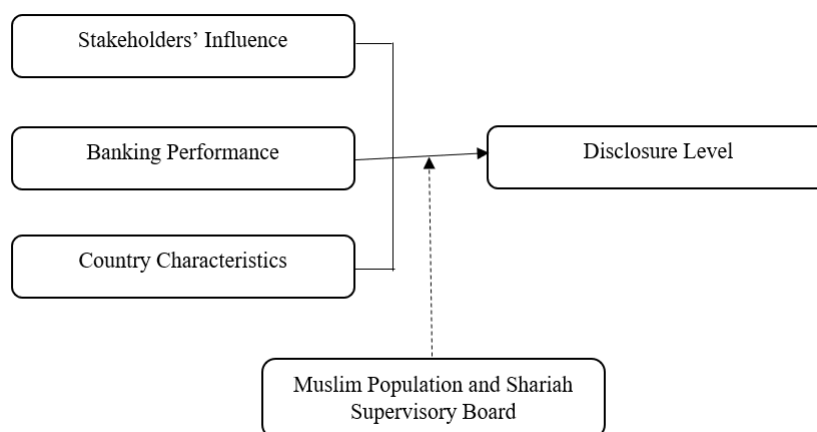 Stakeholders’ Influence
Banking Performance
Disclosure Level
Country Characteristics
Muslim Population and Shariah
Supervisory Board